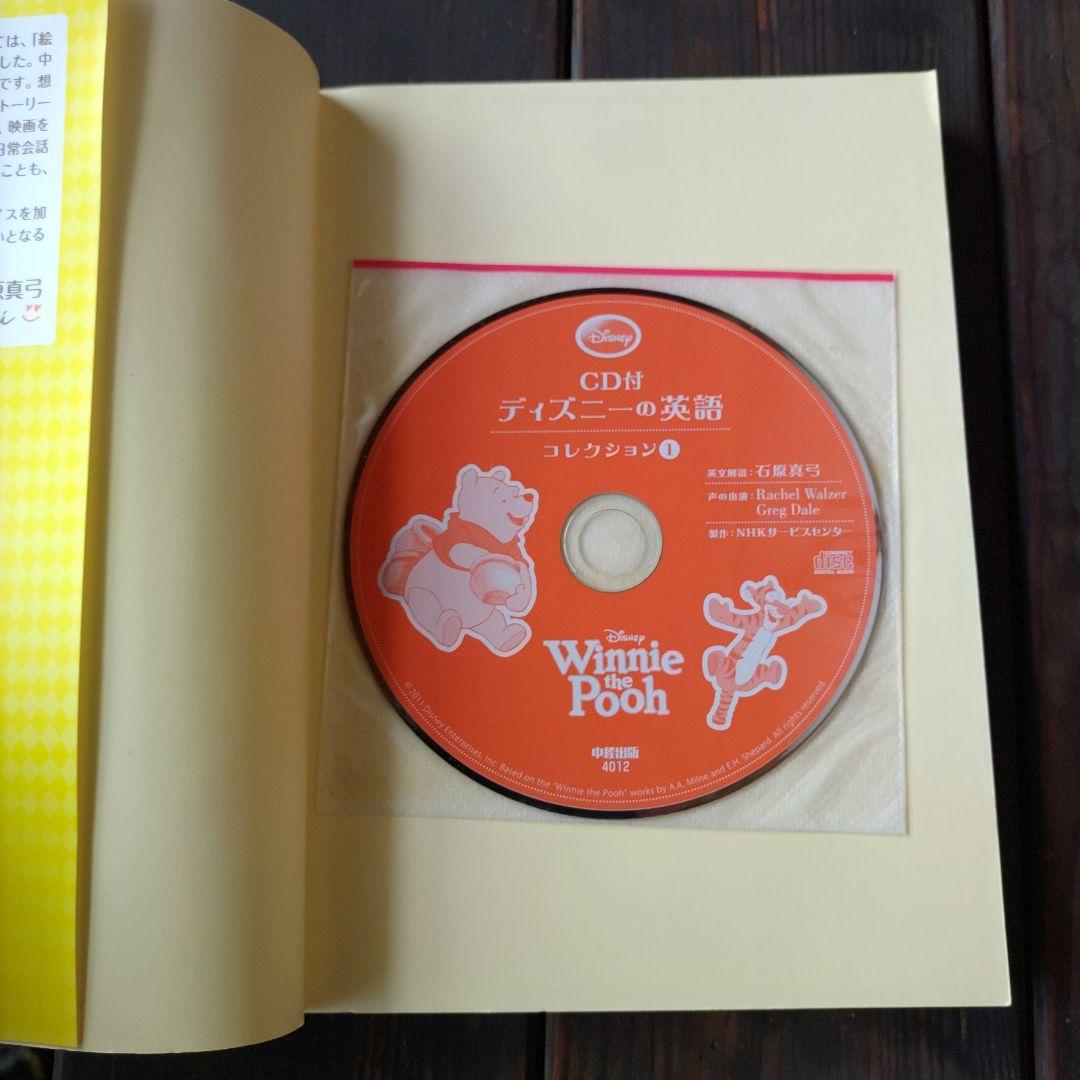 ては、「絵
した。中
です。想
トーリー
、映画を
日常会話
ことも、
イスを加
いとなる
原真弓
Disney
CD付
ディズニーの英語
コレクション1
英文解説：石原真弓
声の出演：Rachel Walzer
Greg Dale
製作：NHKサービスセンター
COMPACT
disc
DIGITAL AUDIO
Disney
Winnie
the
Pooh
中経出版
4012
© 2011 Disney Enterprises, Inc. Based on the "Winnie the Pooh" works by A.A. Milne and E.H. Shepard. All rights reserved.